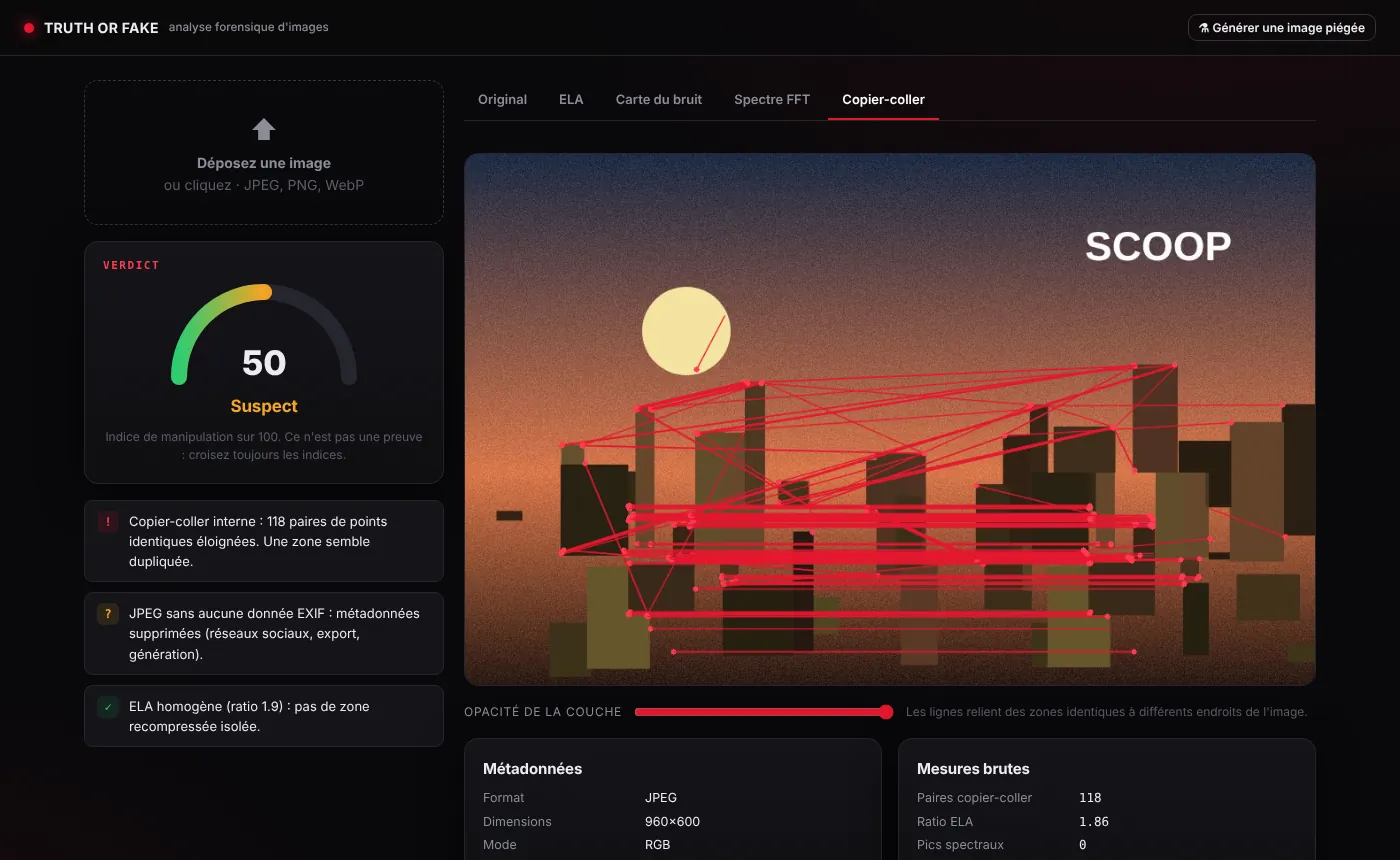 TRUTH OR FAKE analyse forensique d'images
⚗ Générer une image piégée
Déposez une image
ou cliquez · JPEG, PNG, WebP
VERDICT
50
Suspect
Indice de manipulation sur 100. Ce n'est pas une preuve
: croisez toujours les indices.
! Copier-coller interne : 118 paires de points
identiques éloignées. Une zone semble
dupliquée.
? JPEG sans aucune donnée EXIF : métadonnées
supprimées (réseaux sociaux, export,
génération).
✓ ELA homogène (ratio 1.9) : pas de zone
recompressée isolée.
Original ELA Carte du bruit Spectre FFT Copier-coller
SCOOP
OPACITÉ DE LA COUCHE Les lignes relient des zones identiques à différents endroits de l'image.
Métadonnées
Format JPEG
Dimensions 960×600
Mode RGB
Mesures brutes
Paires copier-coller 118
Ratio ELA 1.86
Pics spectraux 0